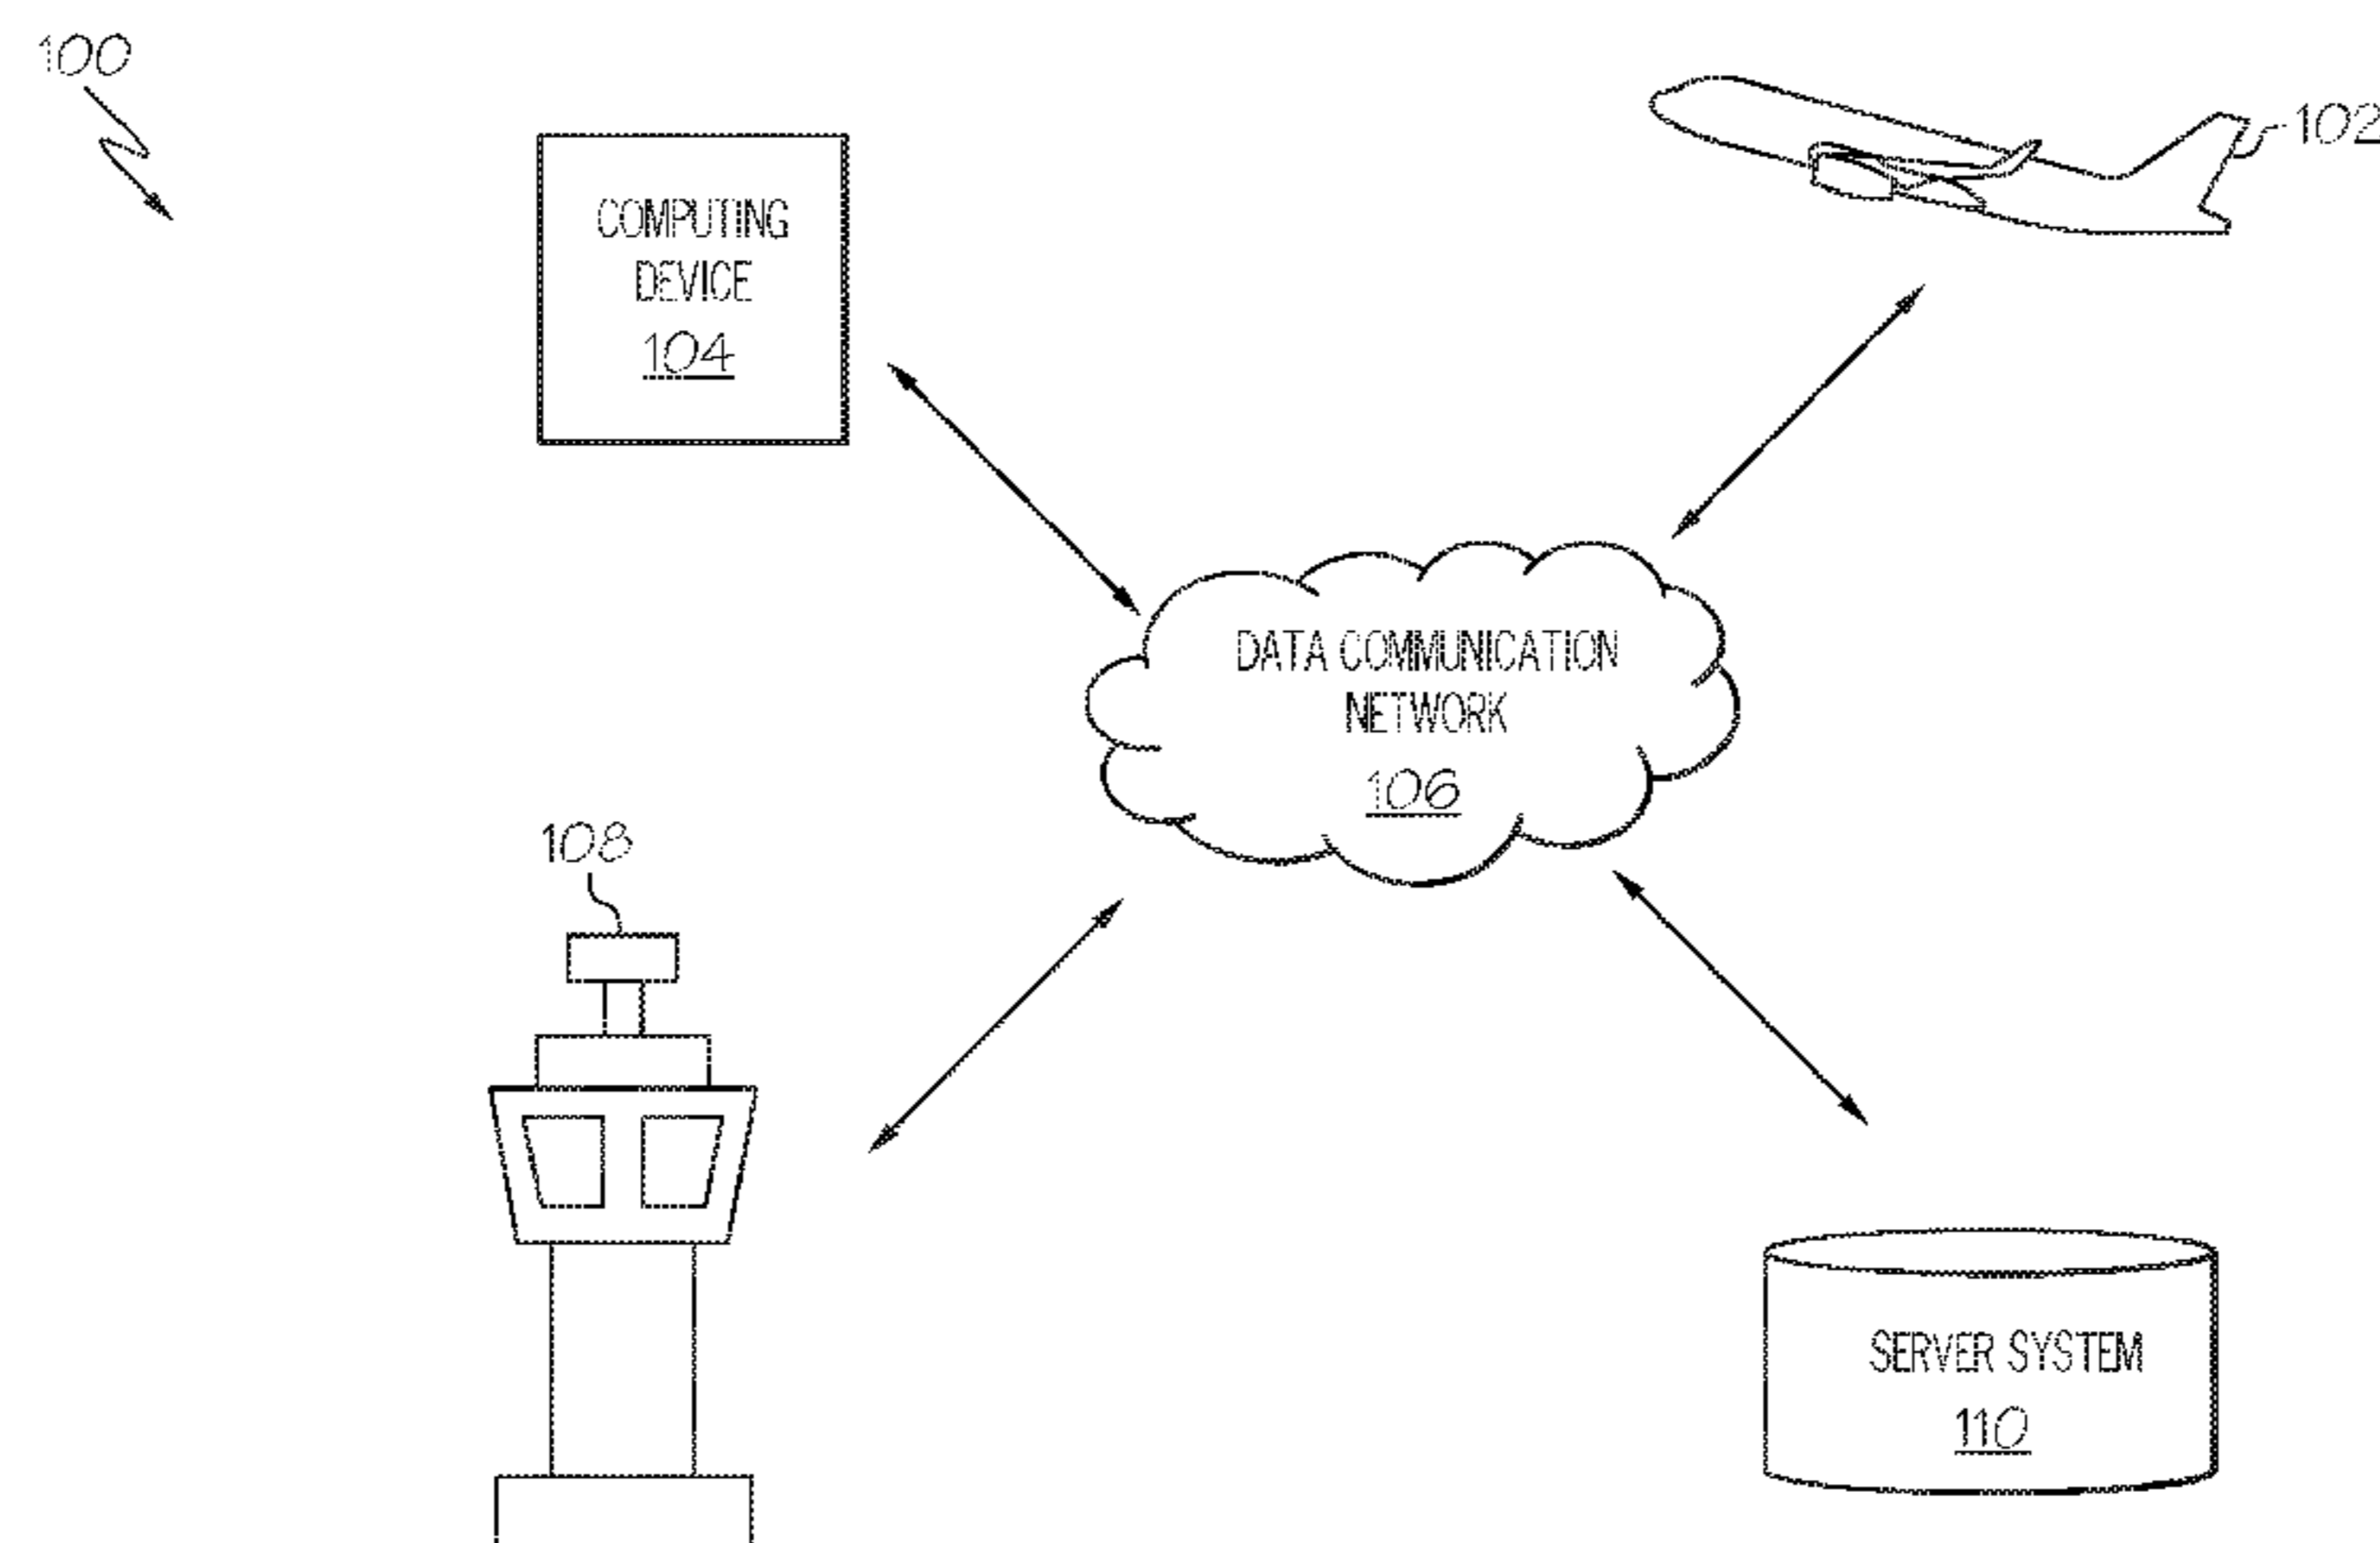 100
102
COMPUTING
DEVICE
104
DATA COMMUNICATION
NETWORK
106
108
SERVER SYSTEM
110